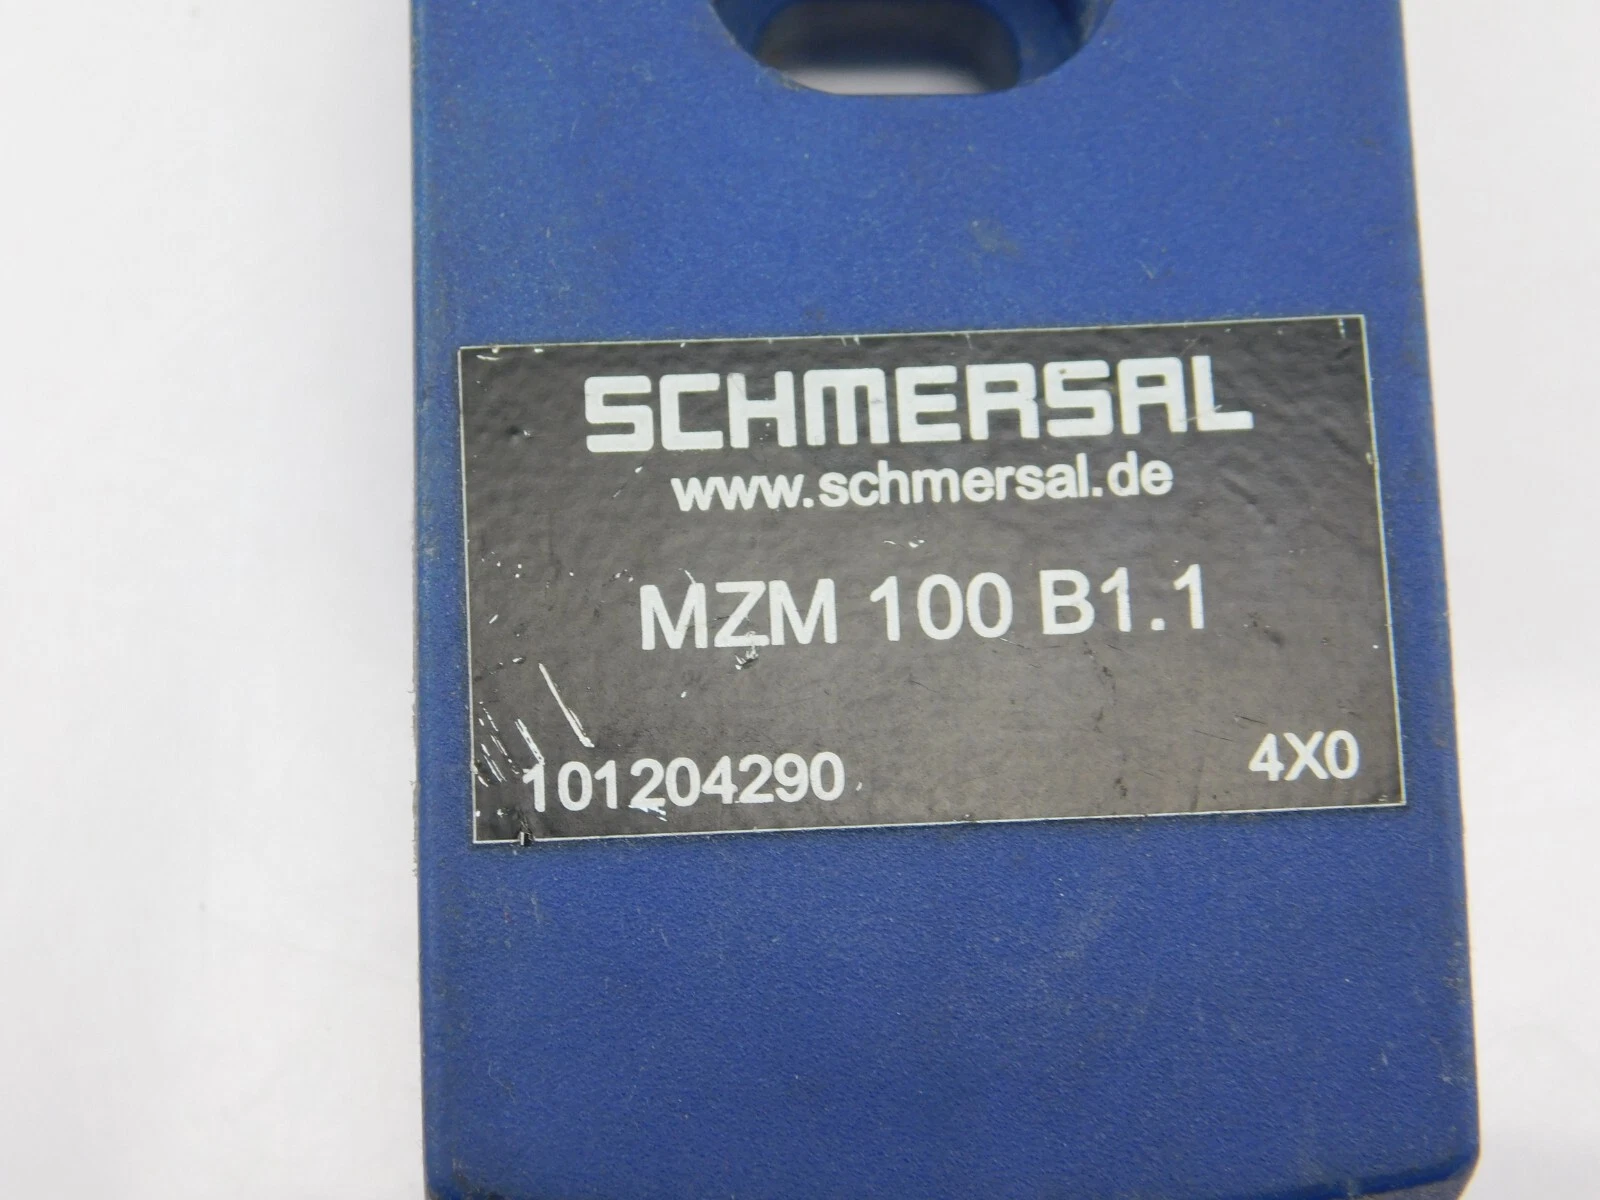 SCHMERSAL
www.schmersal.de
MZM 100 B1.1
101204290 4X0